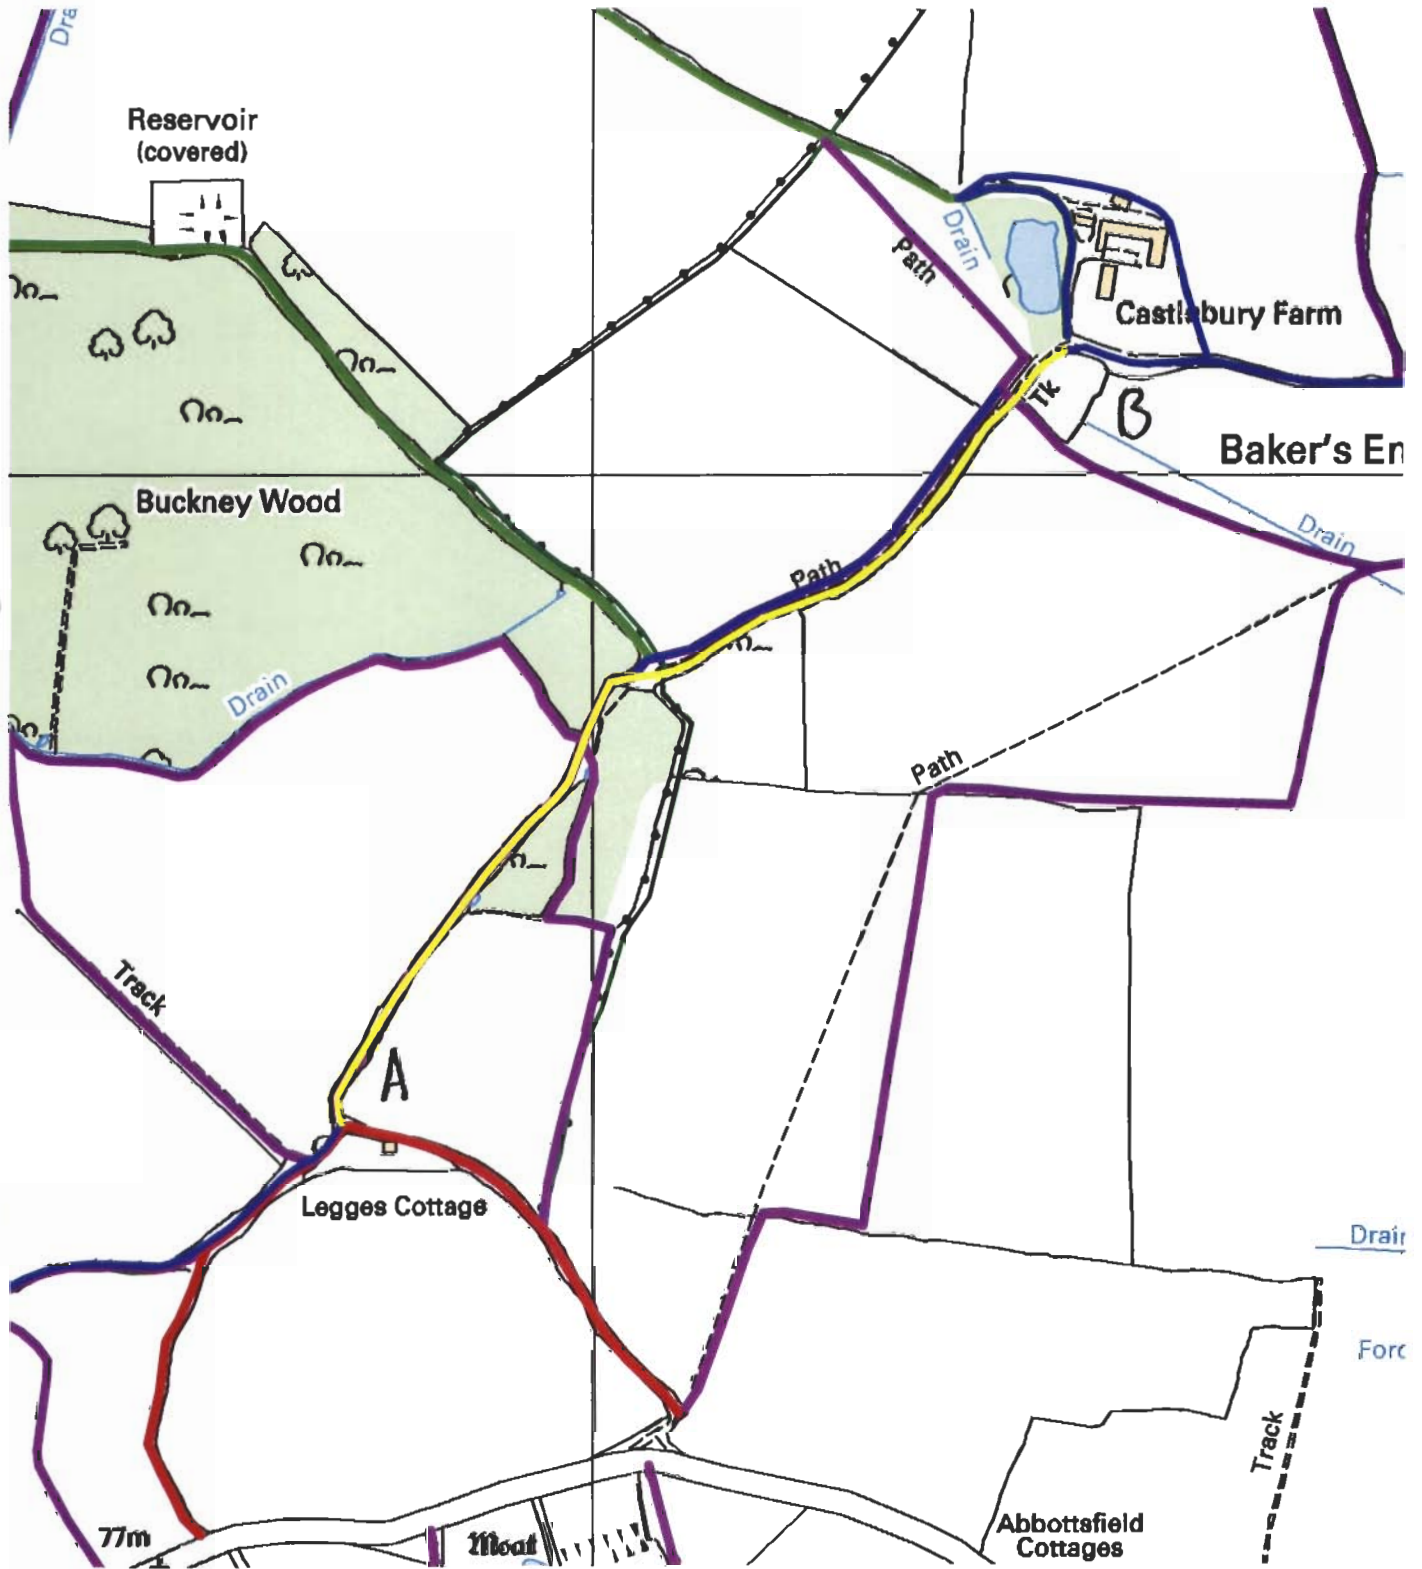 Dra
Reservoir
(covered)
Drain
Path
Castlebury Farm
Tk
B
Baker's En
Buckney Wood
Drain
Path
Drain
Path
Track
A
Legges Cottage
Drain
Ford
Track
77m
Moat
Abbottsfield
Cottages